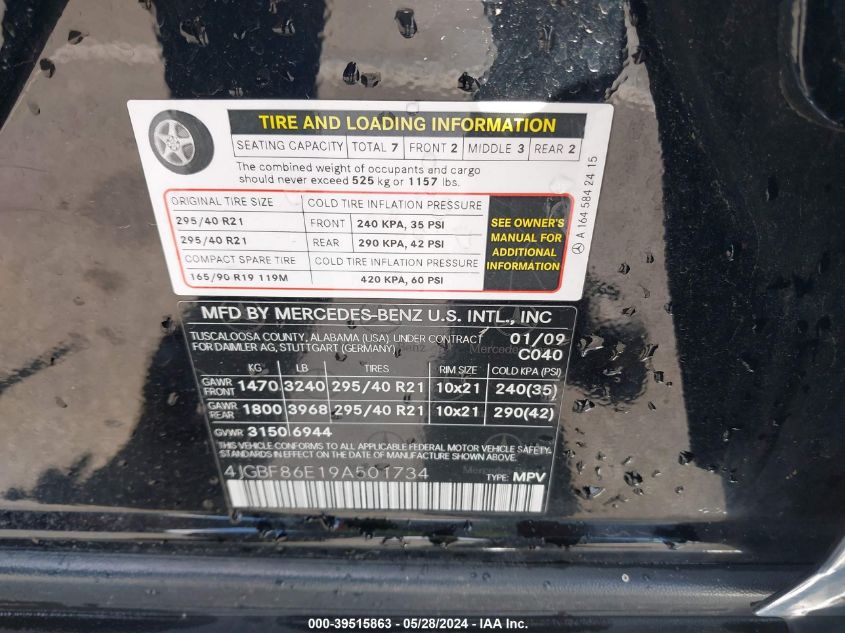 TIRE AND LOADING INFORMATION
SEATING CAPACITY TOTAL 7 FRONT 2 MIDDLE 3 REAR 2
The combined weight of occupants and cargo
should never exceed 525 kg or 1157 lbs.
ORIGINAL TIRE SIZE COLD TIRE INFLATION PRESSURE
295/40 R21 FRONT 240 KPA, 35 PSI
295/40 R21 REAR 290 KPA, 42 PSI
COMPACT SPARE TIRE COLD TIRE INFLATION PRESSURE
165/90 R19 119M 420 KPA, 60 PSI
SEE OWNER'S
MANUAL FOR
ADDITIONAL
INFORMATION
A 164 584 24 15
MFD BY MERCEDES-BENZ U.S. INTL., INC
TUSCALOOSA COUNTY, ALABAMA (USA) UNDER CONTRACT 01/09
FOR DAIMLER AG, STUTTGART (GERMANY) C040
KG LB TIRES RIM SIZE COLD KPA (PSI)
GAWR FRONT 1470 3240 295/40 R21 10x21 240(35)
GAWR REAR 1800 3968 295/40 R21 10x21 290(42)
GVWR 3150 6944
THIS VEHICLE CONFORMS TO ALL APPLICABLE FEDERAL MOTOR VEHICLE SAFETY
STANDARDS IN EFFECT ON THE DATE OF MANUFACTURE SHOWN ABOVE.
4JGBF86E19A501734 TYPE: MPV
000-39515863 - 05/28/2024 - IAA Inc.